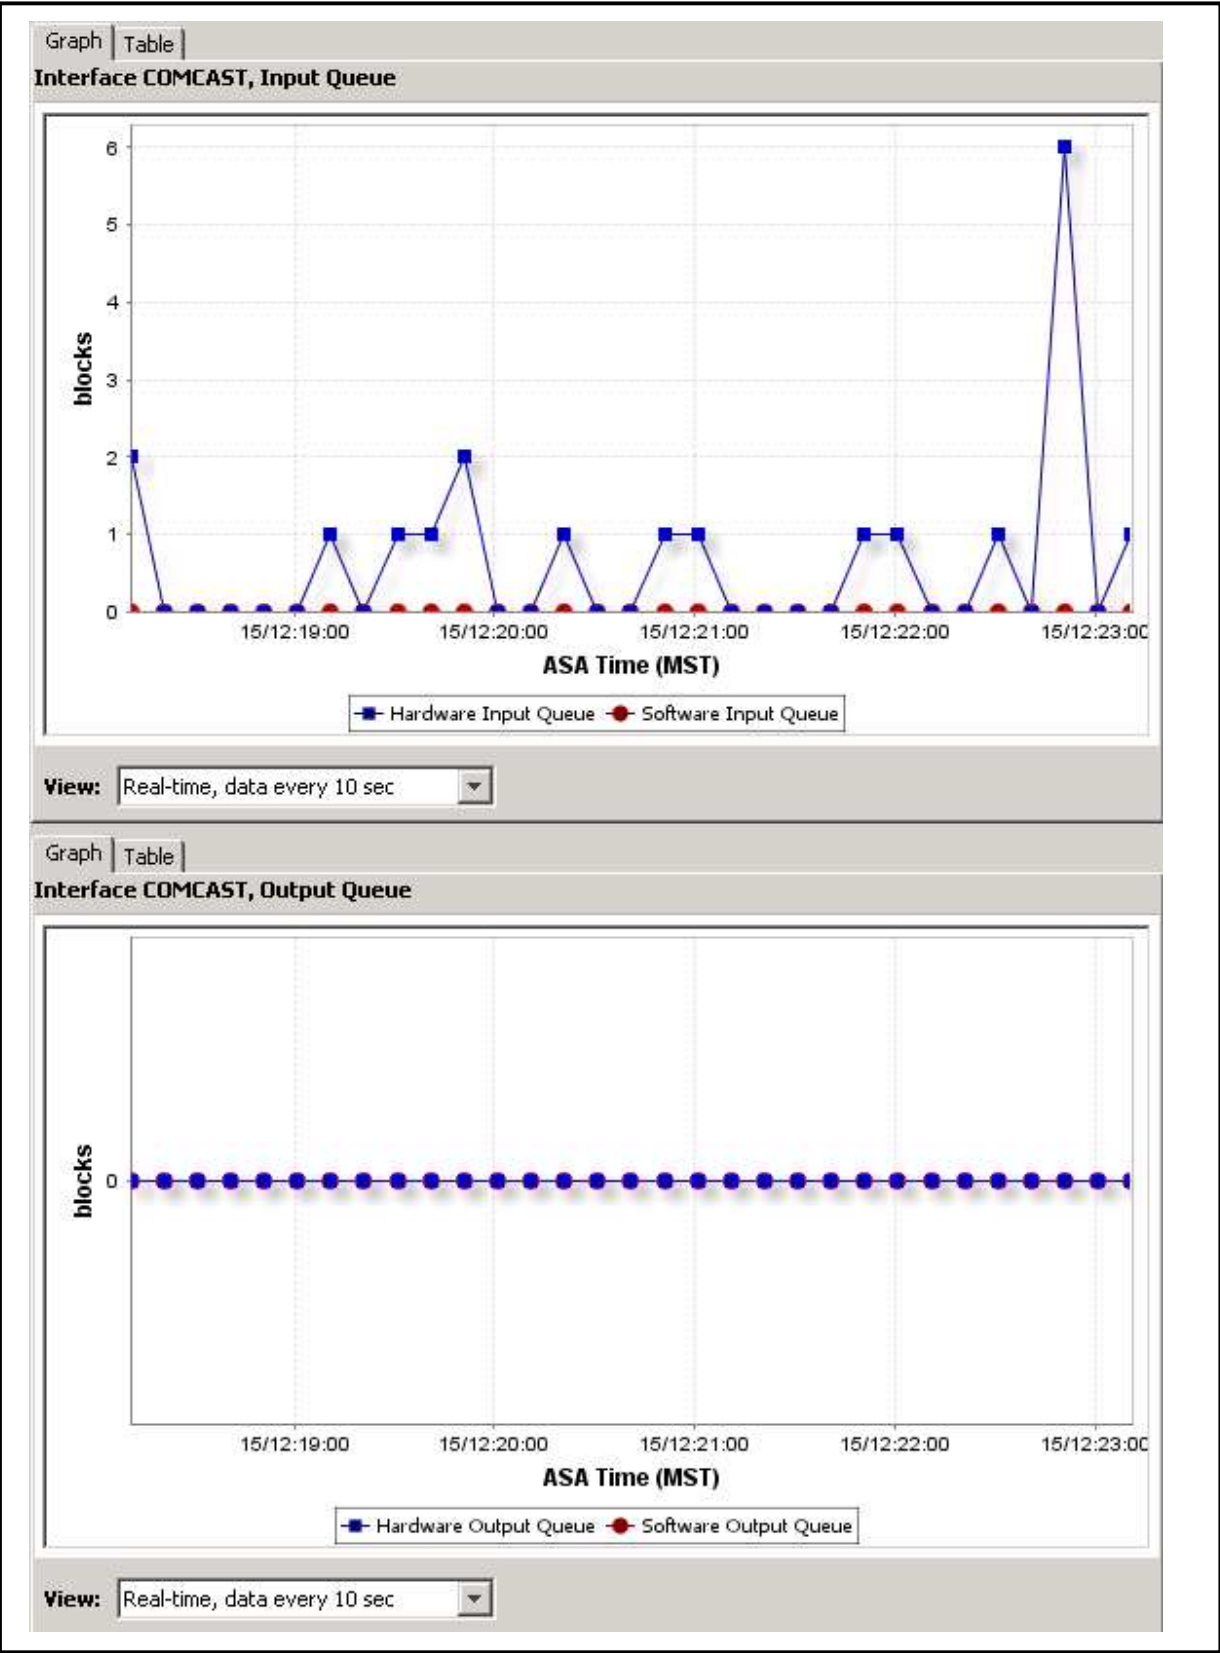 Graph Table
Interface COMCAST, Input Queue
6
5
4
3
2
1
0
blocks
15/12:19:00 15/12:20:00 15/12:21:00 15/12:22:00 15/12:23:00
ASA Time (MST)
Hardware Input Queue Software Input Queue
View: Real-time, data every 10 sec
Graph Table
Interface COMCAST, Output Queue
blocks
0
15/12:19:00 15/12:20:00 15/12:21:00 15/12:22:00 15/12:23:00
ASA Time (MST)
Hardware Output Queue Software Output Queue
View: Real-time, data every 10 sec